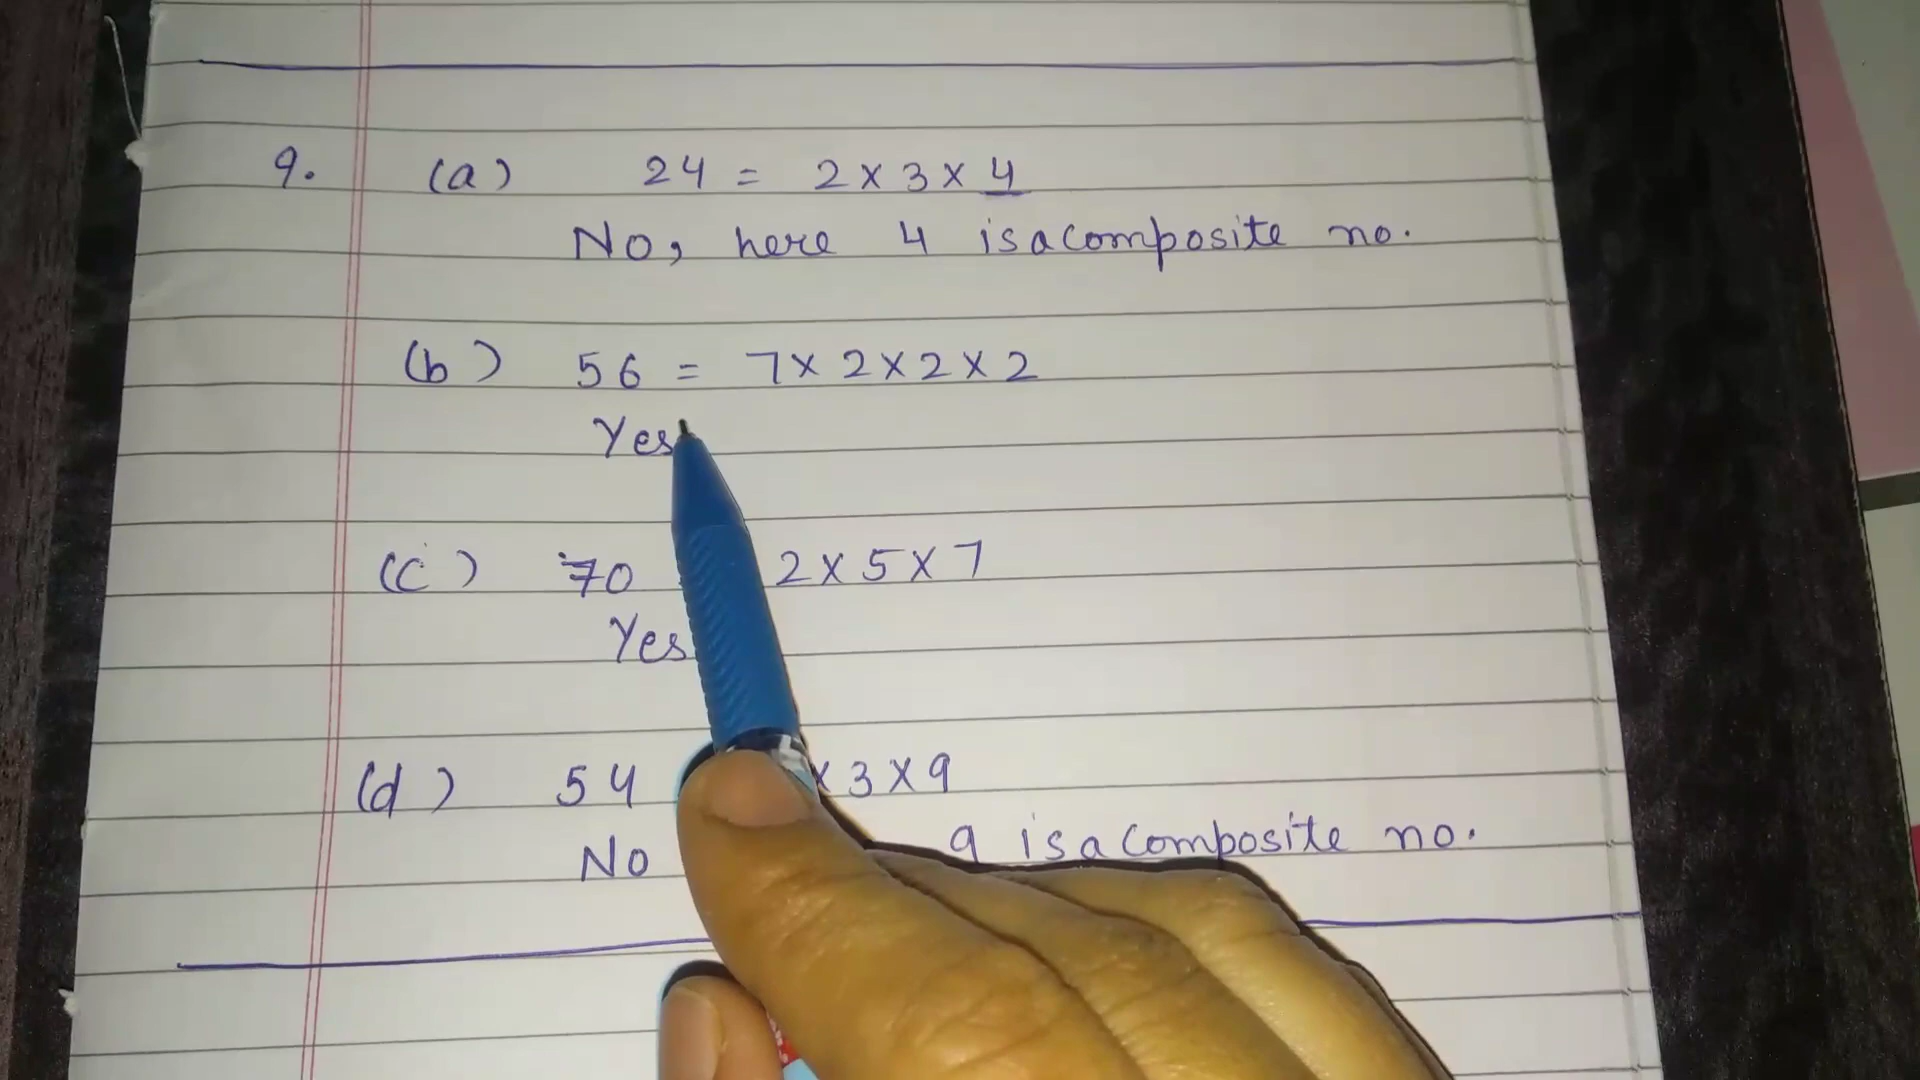 9. (a) 24 = 2 x 3 x 4
No, here 4 is a composite no.
(b) 56 = 7 x 2 x 2 x 2
Yes
(c) 70 2 x 5 x 7
Yes
(d) 54 x 3 x 9
No 9 is a composite no.